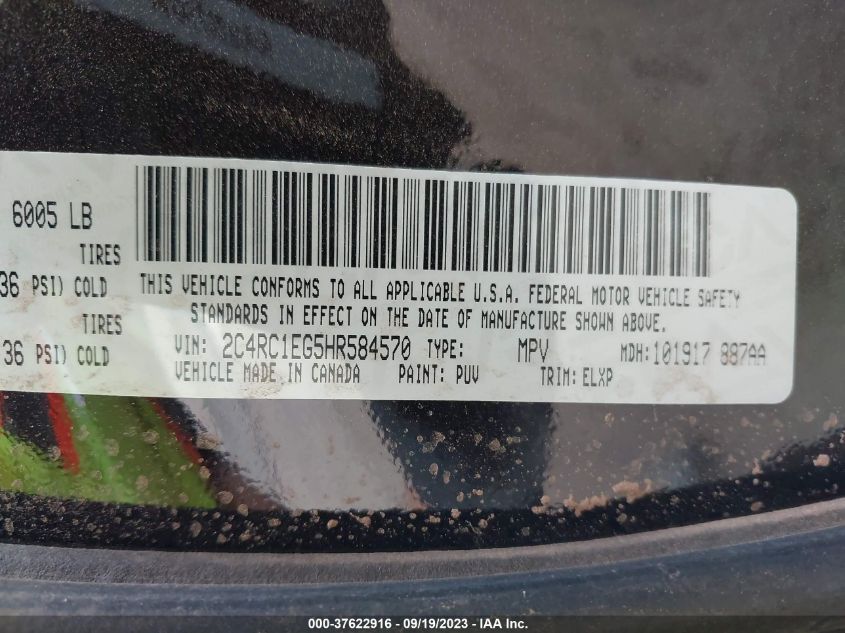 6005 LB
TIRES
36 PSI) COLD
TIRES
36 PSI) COLD
THIS VEHICLE CONFORMS TO ALL APPLICABLE U.S.A. FEDERAL MOTOR VEHICLE SAFETY
STANDARDS IN EFFECT ON THE DATE OF MANUFACTURE SHOWN ABOVE.
VIN: 2C4RC1EG5HR584570 TYPE: MPV MDH:101917 887AA
VEHICLE MADE IN CANADA PAINT: PUV TRIM: ELXP
000-37622916 - 09/19/2023 - IAA Inc.